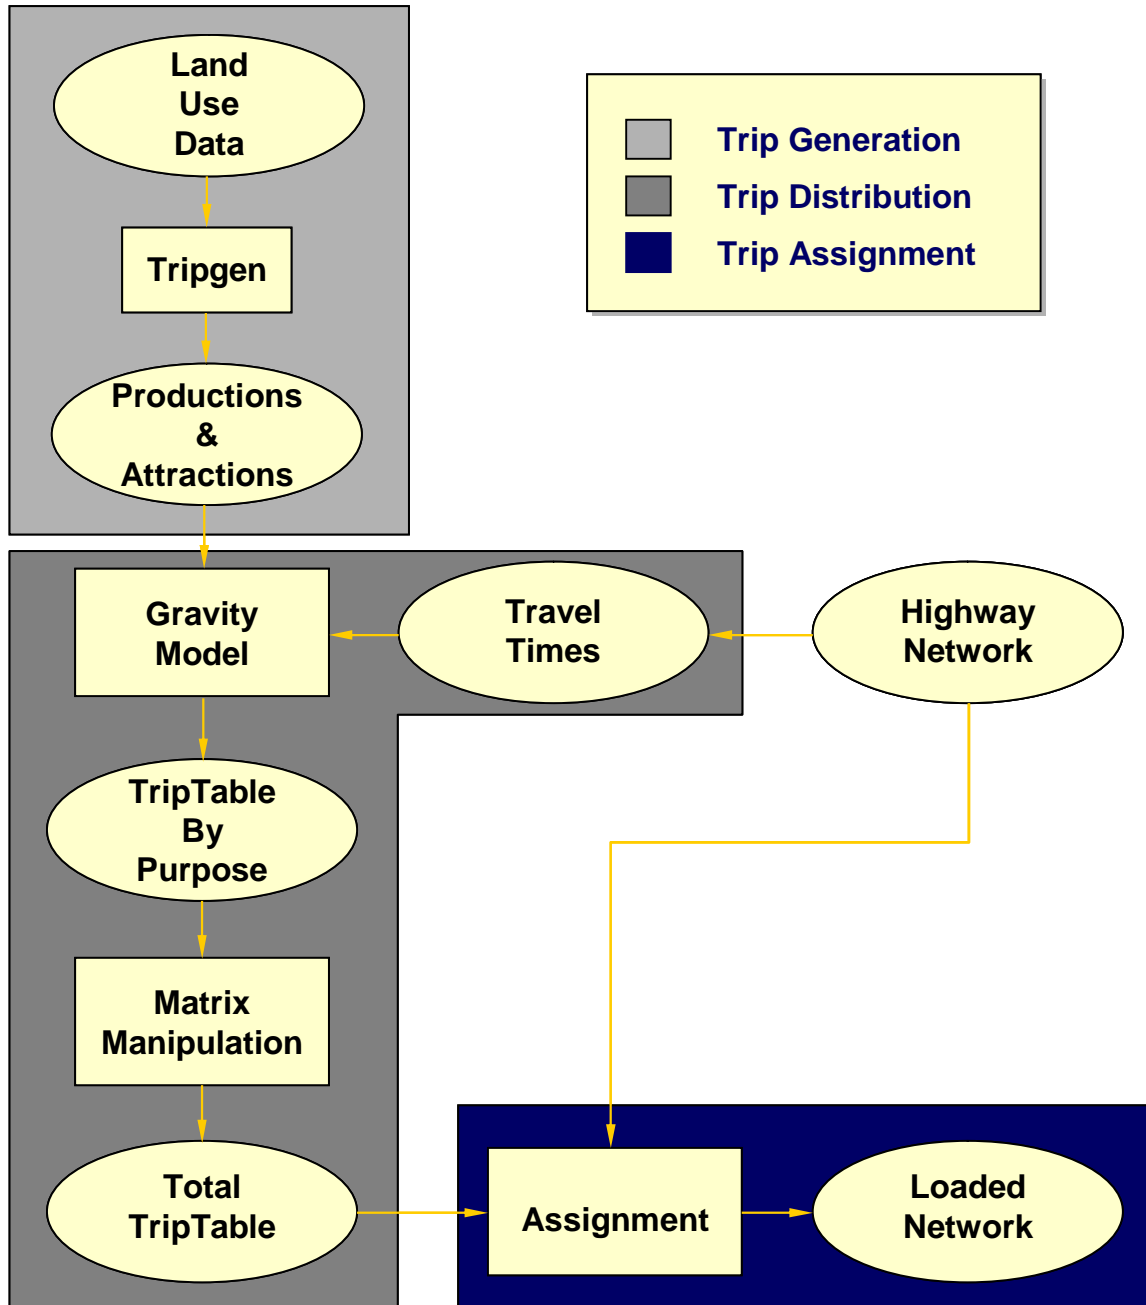 Land
Use
Data
Trip Generation
Trip Distribution
Trip Assignment
Tripgen
Productions
&
Attractions
Gravity
Model
Travel
Times
Highway
Network
TripTable
By
Purpose
Matrix
Manipulation
Total
TripTable
Assignment
Loaded
Network